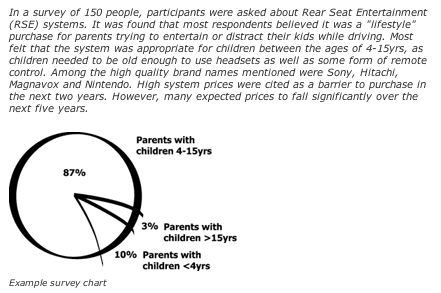 In a survey of 150 people, participants were asked about Rear Seat Entertainment
(RSE) systems. It was found that most respondents believed it was a "lifestyle"
purchase for parents trying to entertain or distract their kids while driving. Most
felt that the system was appropriate for children between the ages of 4-15yrs, as
children needed to be old enough to use headsets as well as some form of remote
control. Among the high quality brand names mentioned were Sony, Hitachi,
Magnavox and Nintendo. High system prices were cited as a barrier to purchase in
the next two years. However, many expected prices to fall significantly over the
next five years.
Parents with
children 4-15yrs
87%
3% Parents with
children >15yrs
10% Parents with
children <4yrs
Example survey chart